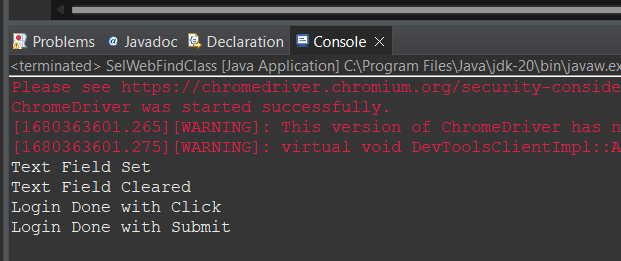 Problems @ Javadoc Declaration Console
<terminated> SelWebFindClass [Java Application] C:\Program Files\Java\jdk-20\bin\javaw.ex
Please see https://chromedriver.chromium.org/security-conside
ChromeDriver was started successfully.
[1680363601.265][WARNING]: This version of ChromeDriver has n
[1680363601.275][WARNING]: virtual void DevToolsClientImpl::A
Text Field Set
Text Field Cleared
Login Done with Click
Login Done with Submit